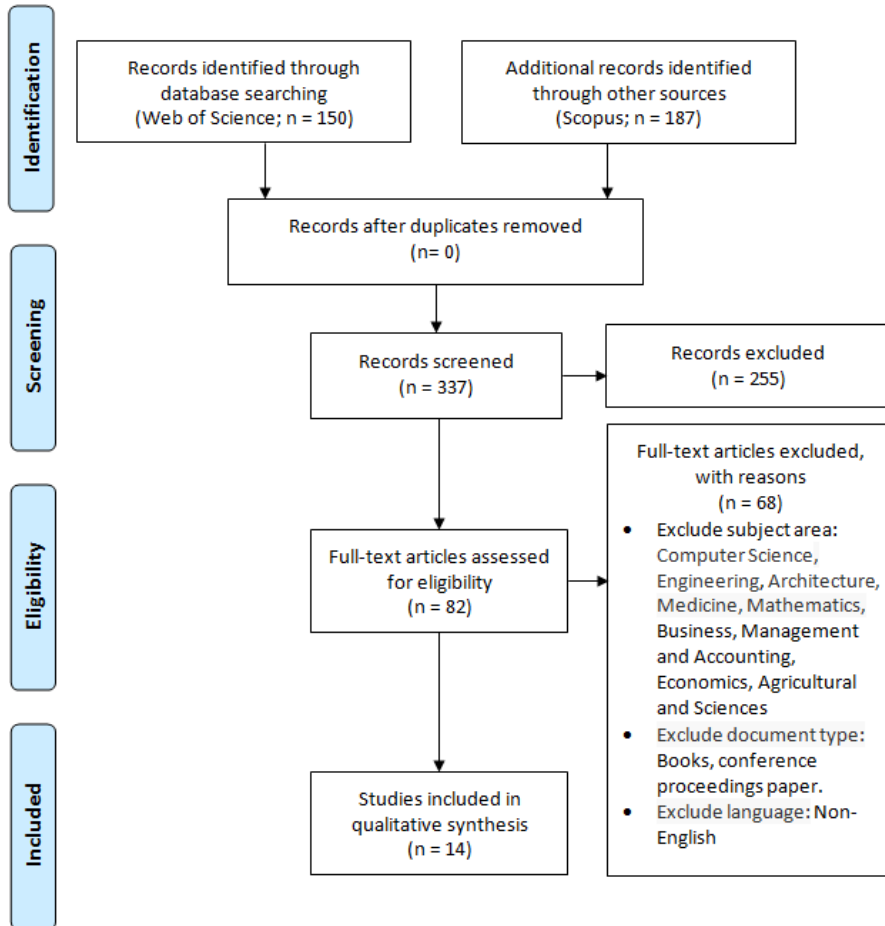 Identification
Records identified through
database searching
(Web of Science; n = 150)
Additional records identified
through other sources
(Scopus; n = 187)
Records after duplicates removed
(n= 0)
Screening
Records screened
(n = 337)
Records excluded
(n = 255)
Eligibility
Full-text articles assessed
for eligibility
(n = 82)
Full-text articles excluded,
with reasons
(n = 68)
• Exclude subject area:
Computer Science,
Engineering, Architecture,
Medicine, Mathematics,
Business, Management
and Accounting,
Economics, Agricultural
and Sciences
• Exclude document type:
Books, conference
proceedings paper.
• Exclude language: Non-
English
Included
Studies included in
qualitative synthesis
(n = 14)